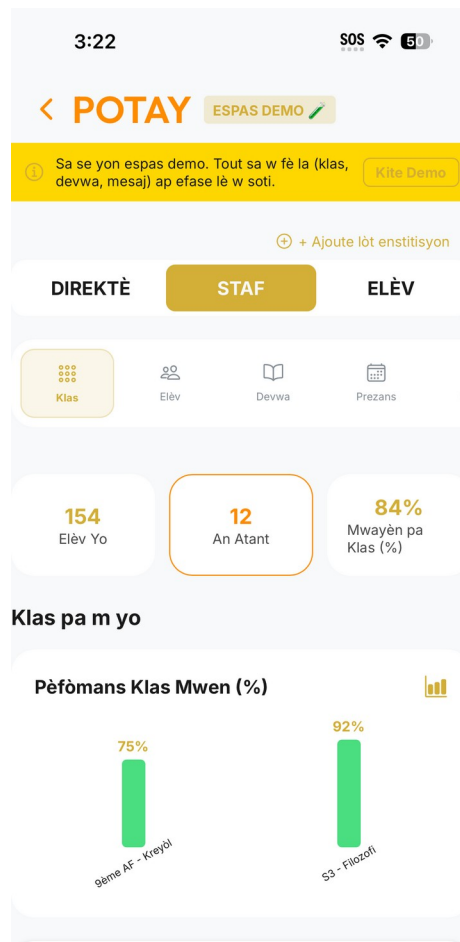 3:22
SOS
50
POTAY
ESPAS DEMO
Sa se yon espas demo. Tout sa w fè la (klas,
devwa, mesaj) ap efase lè w soti.
Kite Demo
+ Ajoute lòt enstitisyon
DIREKTÈ
STAF
ELÈV
Klas
Elèv
Devwa
Prezans
154
Elèv Yo
12
An Atant
84%
Mwayèn pa
Klas (%)
Klas pa m yo
Pèfòmans Klas Mwen (%)
75%
92%
9ème AF - Kreyòl
S3 - Filozofi